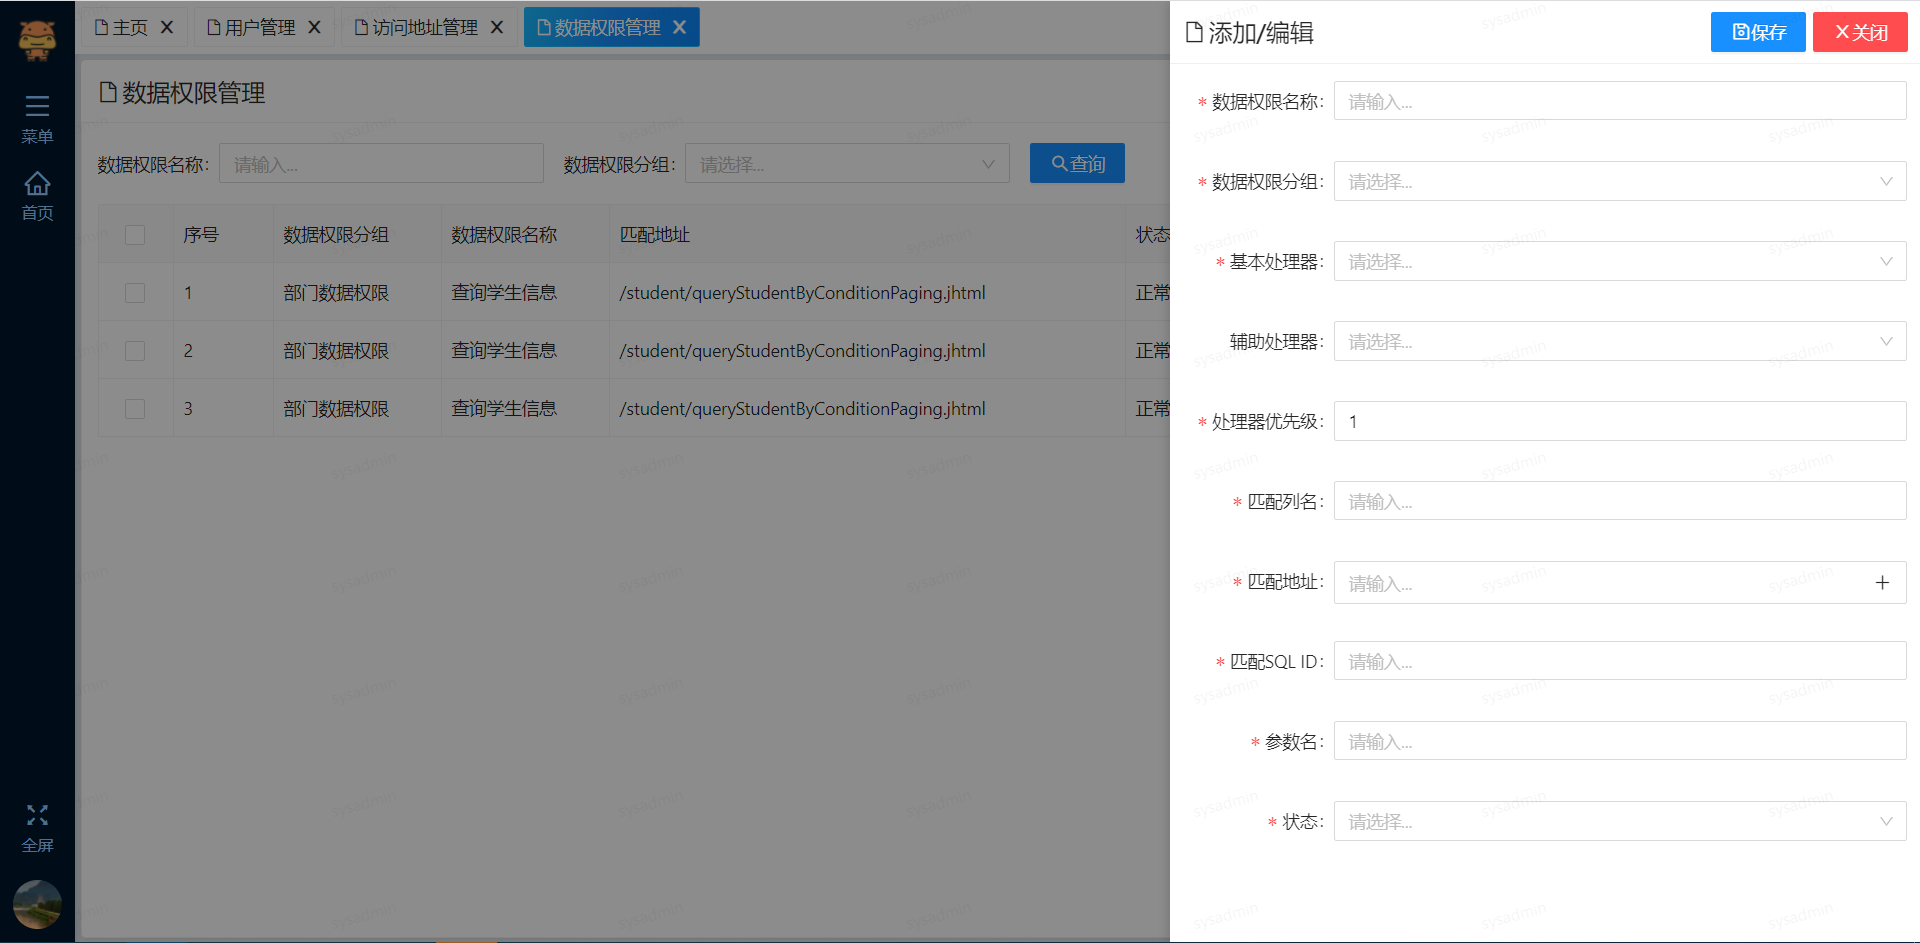 主页 用户管理 访问地址管理 数据权限管理
菜单
首页
全屏
数据权限管理
数据权限名称: 请输入... 数据权限分组: 请选择... 查询
序号 数据权限分组 数据权限名称 匹配地址 状态
1 部门数据权限 查询学生信息 /student/queryStudentByConditionPaging.jhtml 正常
2 部门数据权限 查询学生信息 /student/queryStudentByConditionPaging.jhtml 正常
3 部门数据权限 查询学生信息 /student/queryStudentByConditionPaging.jhtml 正常
添加/编辑 保存 X关闭
* 数据权限名称: 请输入...
* 数据权限分组: 请选择...
* 基本处理器: 请选择...
辅助处理器: 请选择...
* 处理器优先级: 1
* 匹配列名: 请输入...
* 匹配地址: 请输入... +
* 匹配SQL ID: 请输入...
* 参数名: 请输入...
* 状态: 请选择...
sysadmin